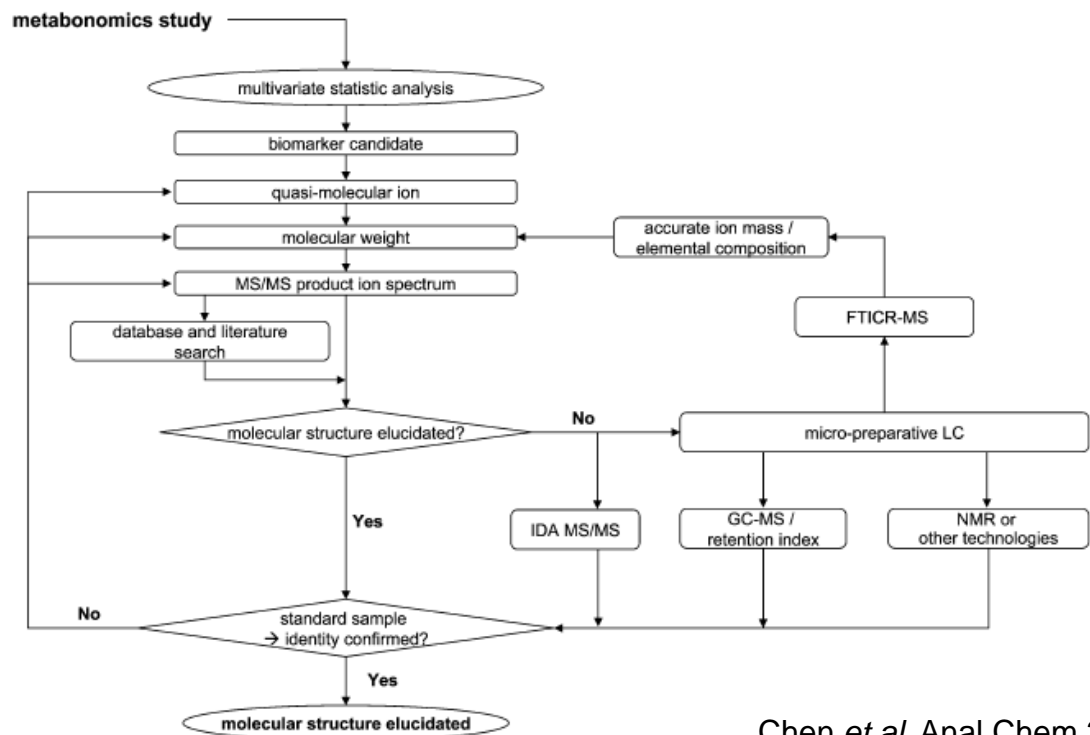 metabonomics study
multivariate statistic analysis
biomarker candidate
quasi-molecular ion
molecular weight
accurate ion mass /
elemental composition
MS/MS product ion spectrum
FTICR-MS
database and literature
search
molecular structure elucidated?
No
micro-preparative LC
Yes
IDA MS/MS
GC-MS /
retention index
NMR or
other technologies
No
standard sample
→ identity confirmed?
Yes
molecular structure elucidated
Chen et al. Anal Chem